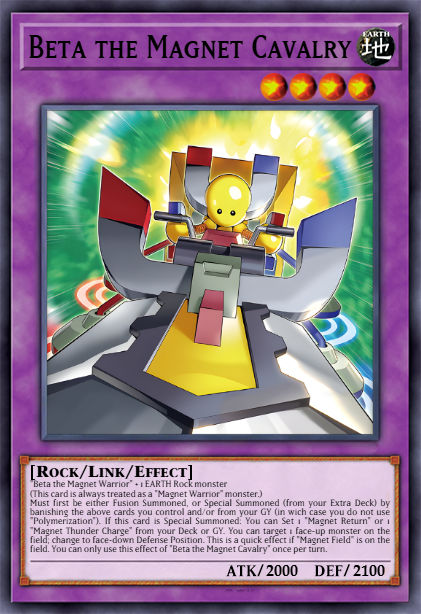 BETA THE MAGNET CAVALRY
EARTH
地
[ROCK/LINK/EFFECT]
"Beta the Magnet Warrior" + 1 EARTH Rock monster
(This card is always treated as a "Magnet Warrior" monster.)
Must first be either Fusion Summoned, or Special Summoned (from your Extra Deck) by
banishing the above cards you control and/or from your GY (in wich case you do not use
"Polymerization"). If this card is Special Summoned: You can Set 1 "Magnet Return" or 1
"Magnet Thunder Charge" from your Deck or GY. You can target 1 face-up monster on the
field; change to face-down Defense Position. This is a quick effect if "Magnet Field" is on the
field. You can only use this effect of "Beta the Magnet Cavalry" once per turn.
ATK/2000 DEF/2100